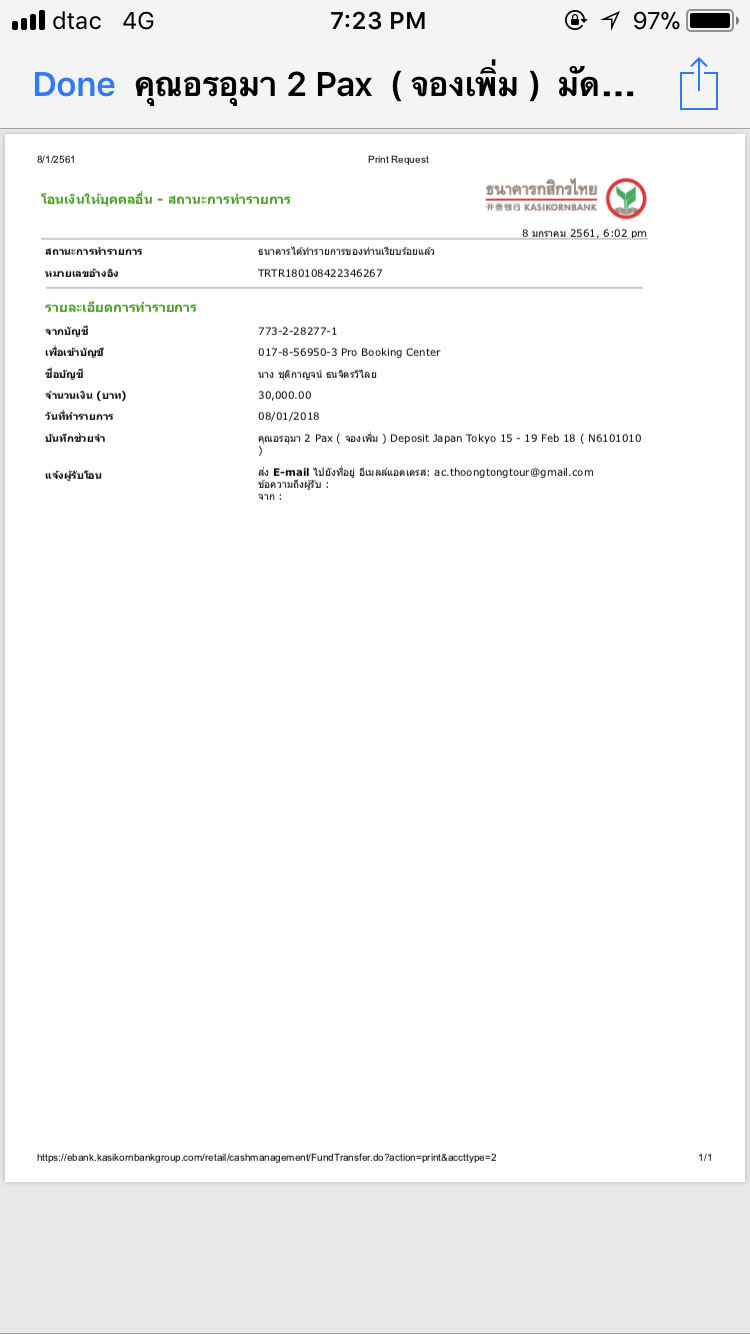 dtac 4G 7:23 PM 97%
Done คุณอรอุมา 2 Pax ( จองเพิ่ม ) มัด...
8/1/2561 Print Request
โอนเงินให้บุคคลอื่น - สถานะการทำรายการ
ธนาคารกสิกรไทย
开泰银行 KASIKORNBANK
8 มกราคม 2561, 6:02 pm
สถานะการทำรายการ ธนาคารได้ทำรายการของท่านเรียบร้อยแล้ว
หมายเลขอ้างอิง TRTR180108422346267
รายละเอียดการทำรายการ
จากบัญชี 773-2-28277-1
เพื่อเข้าบัญชี 017-8-56950-3 Pro Booking Center
ชื่อบัญชี นาง ชุติกาญจน์ ธนจิตรวิไลย
จำนวนเงิน (บาท) 30,000.00
วันที่ทำรายการ 08/01/2018
บันทึกช่วยจำ คุณอรอุมา 2 Pax ( จองเพิ่ม ) Deposit Japan Tokyo 15 - 19 Feb 18 ( N6101010
)
แจ้งผู้รับโอน ส่ง E-mail ไปยังที่อยู่ อีเมลล์แอดเดรส: ac.thoongtongtour@gmail.com
ข้อความถึงผู้รับ :
จาก :
https://ebank.kasikornbankgroup.com/retail/cashmanagement/FundTransfer.do?action=print&accttype=2 1/1